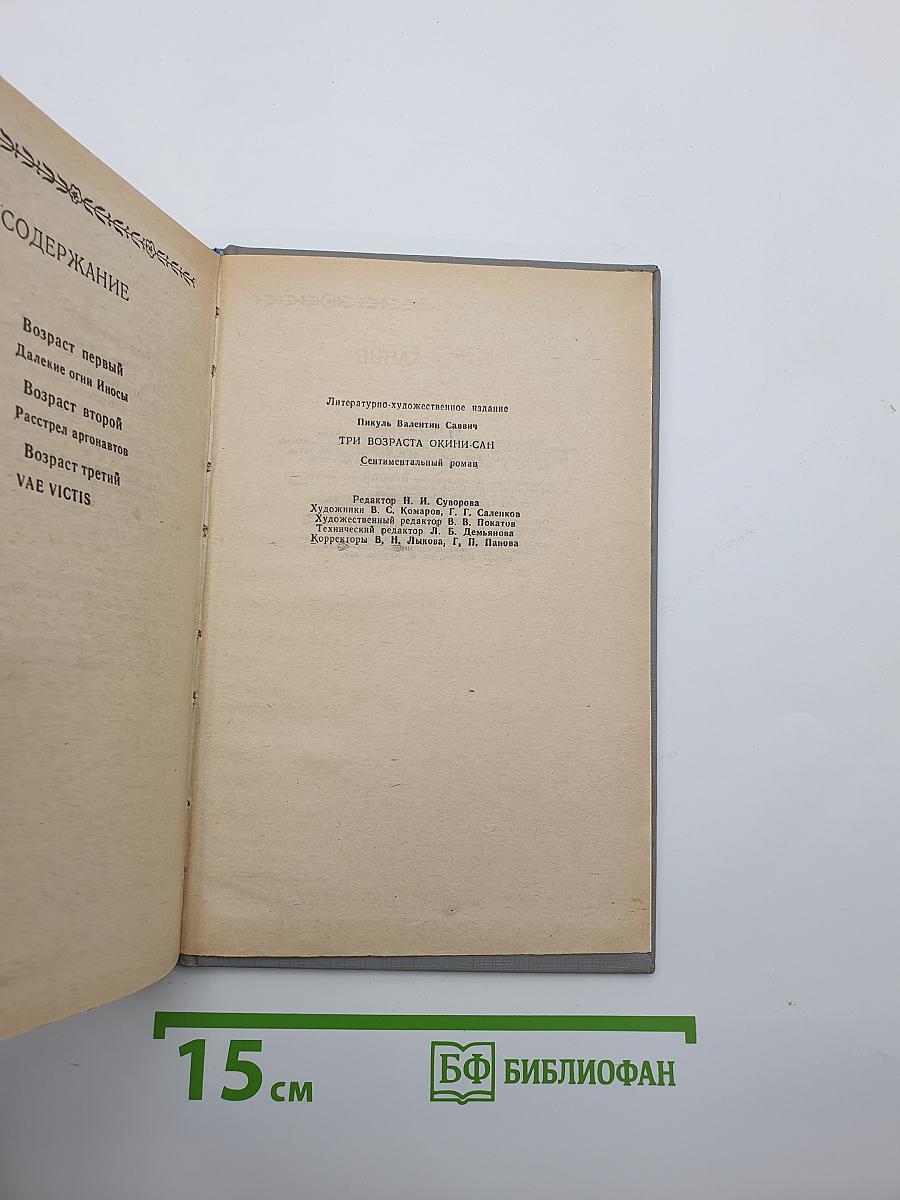 СОДЕРЖАНИЕ
Возраст первый
Далекие огни Иносы
Возраст второй
Расстрел аргонавтов
Возраст третий
VAE VICTIS
Литературно-художественное издание
Пикуль Валентин Саввич
ТРИ ВОЗРАСТА ОКИНИ-САН
Сентиментальный роман
Редактор Н. И. Суворова
Художники В. С. Комаров, Г. Г. Саленков
Художественный редактор В. В. Покатов
Технический редактор Л. Б. Демьянова
Корректоры В. Н. Лыкова, Г. П. Панова
15 см
БФ БИБЛИОФАН